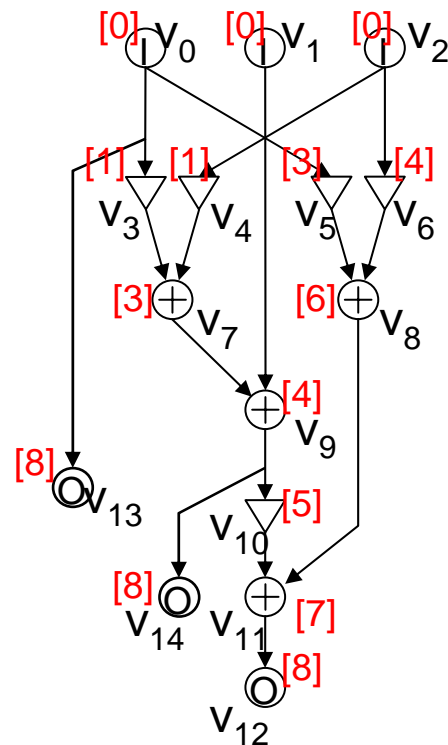 [0] I v0 [0] I v1 [0] I v2
[1] [1] [3] [4]
v3 v4 v5 v6
[3] + v7 [6] + v8
[4] + v9
[8] O v13 [5] v10
[8] O v14 + v11 [7]
[8] O v12